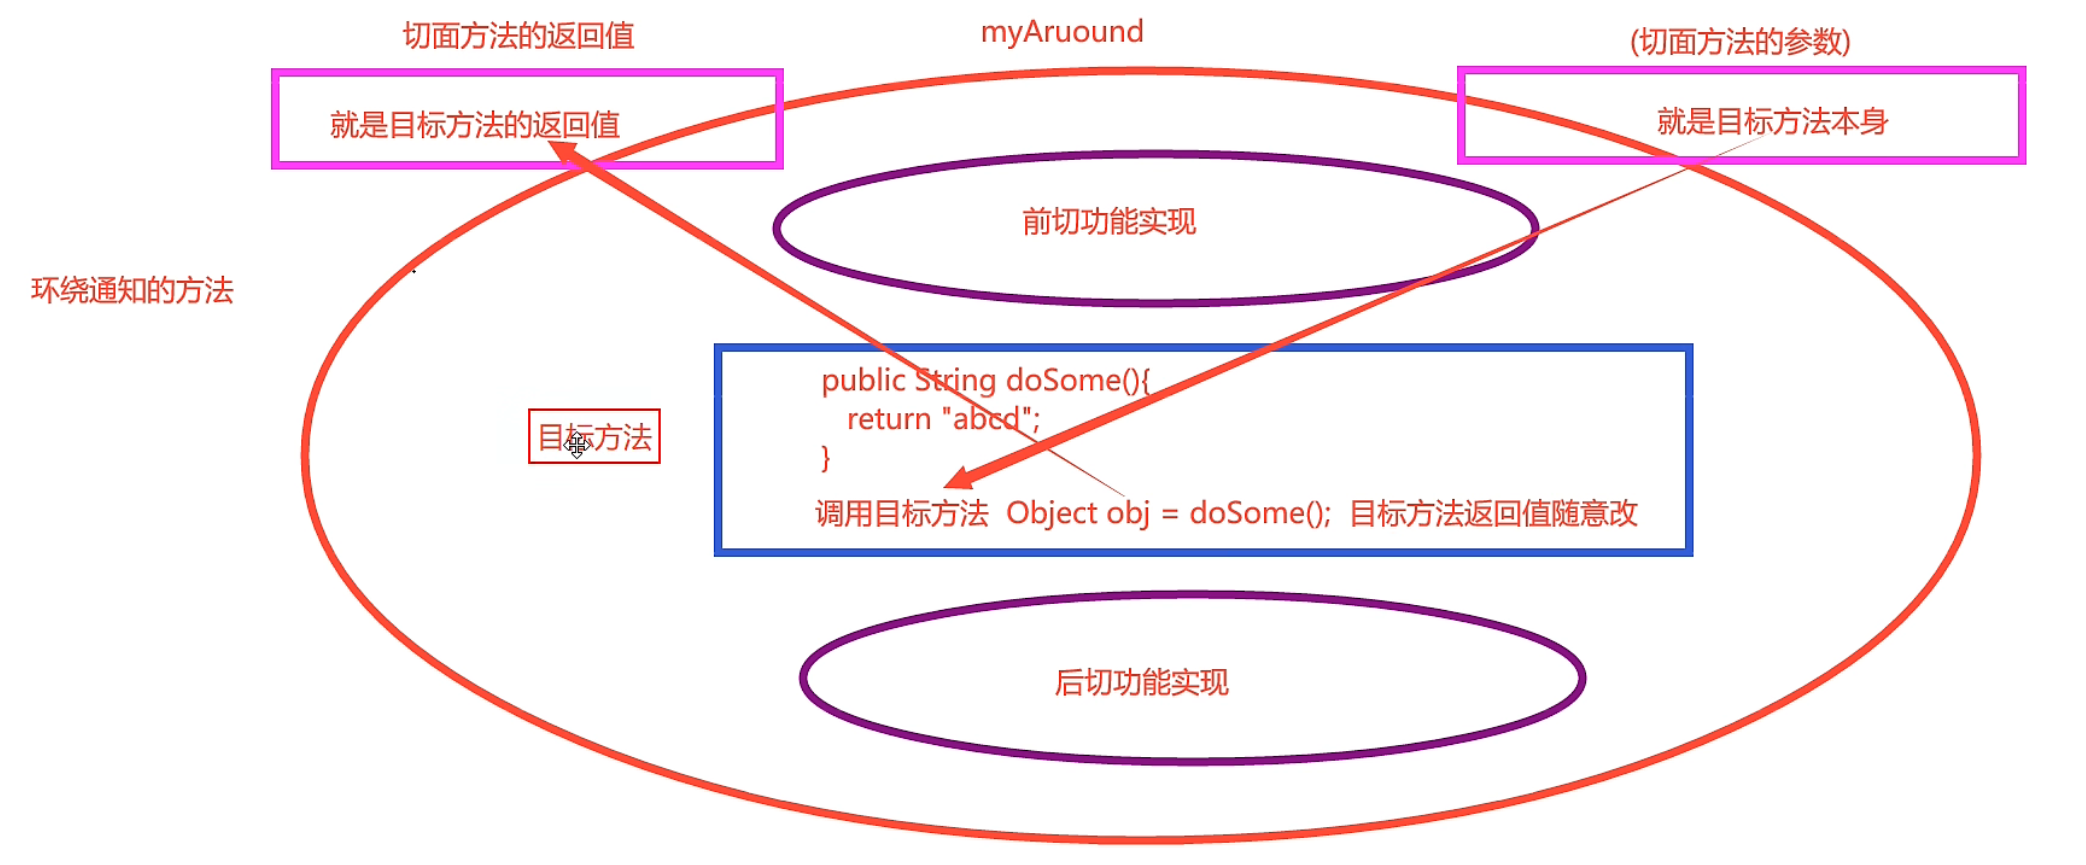 切面方法的返回值
myAruound
(切面方法的参数)
就是目标方法的返回值
就是目标方法本身
前切功能实现
环绕通知的方法
目标方法
public String doSome(){
return "abcd";
}
调用目标方法 Object obj = doSome(); 目标方法返回值随意改
后切功能实现